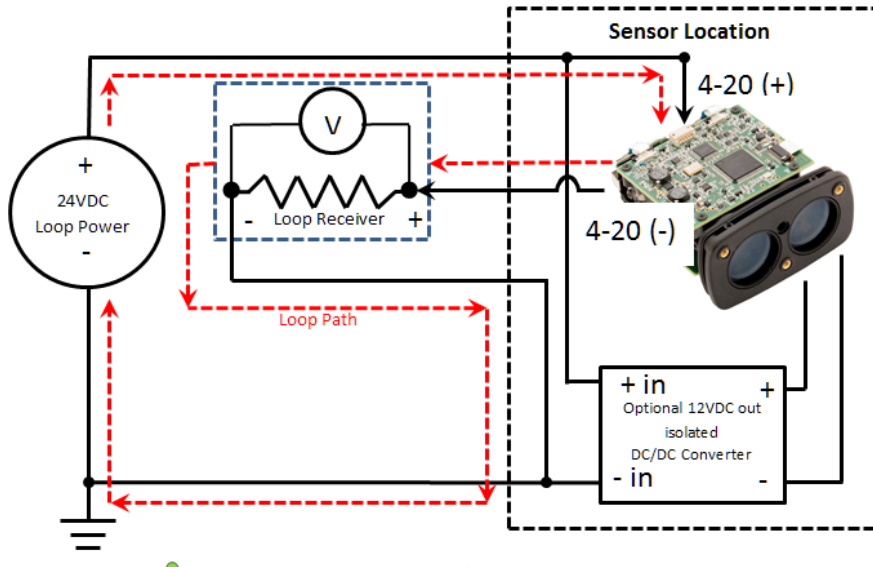 Sensor Location
4-20 (+)
V
+
24VDC
Loop Power
-
- Loop Receiver +
4-20 (-)
Loop Path
+ in +
Optional 12VDC out
isolated
DC/DC Converter
- in -